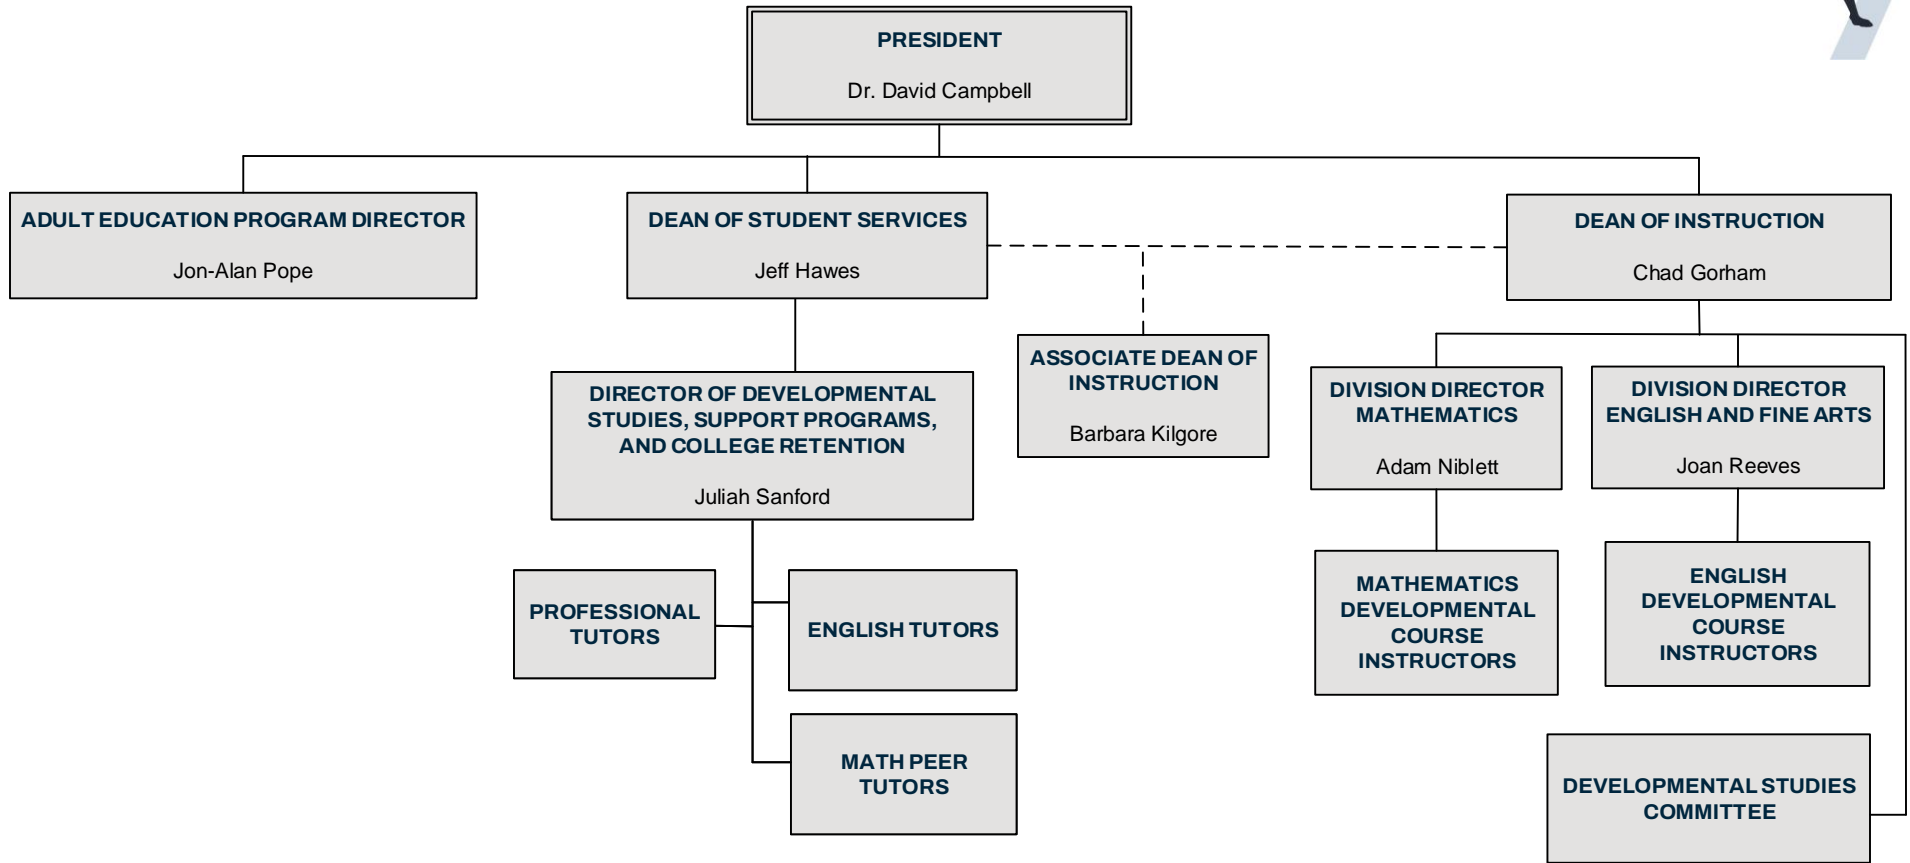 PRESIDENT
Dr. David Campbell
ADULT EDUCATION PROGRAM DIRECTOR
Jon-Alan Pope
DEAN OF STUDENT SERVICES
Jeff Hawes
DEAN OF INSTRUCTION
Chad Gorham
ASSOCIATE DEAN OF
INSTRUCTION
Barbara Kilgore
DIRECTOR OF DEVELOPMENTAL
STUDIES, SUPPORT PROGRAMS,
AND COLLEGE RETENTION
Juliah Sanford
DIVISION DIRECTOR
MATHEMATICS
Adam Niblett
DIVISION DIRECTOR
ENGLISH AND FINE ARTS
Joan Reeves
PROFESSIONAL
TUTORS
ENGLISH TUTORS
MATH PEER
TUTORS
MATHEMATICS
DEVELOPMENTAL
COURSE
INSTRUCTORS
ENGLISH
DEVELOPMENTAL
COURSE
INSTRUCTORS
DEVELOPMENTAL STUDIES
COMMITTEE